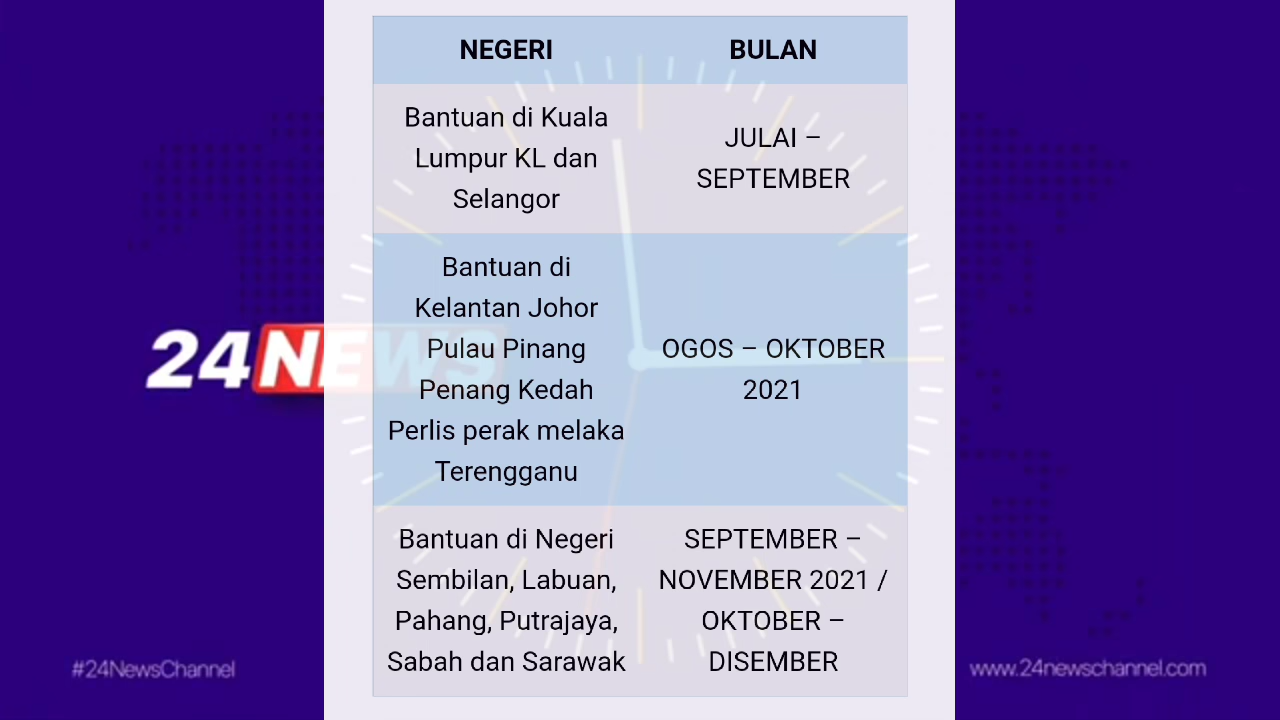 NEGERI
BULAN
Bantuan di Kuala
Lumpur KL dan
Selangor
JULAI –
SEPTEMBER
Bantuan di
Kelantan Johor
Pulau Pinang
Penang Kedah
Perlis perak melaka
Terengganu
OGOS – OKTOBER
2021
Bantuan di Negeri
Sembilan, Labuan,
Pahang, Putrajaya,
Sabah dan Sarawak
SEPTEMBER –
NOVEMBER 2021 /
OKTOBER –
DISEMBER
24NEWS
#24NewsChannel
www.24newschannel.com